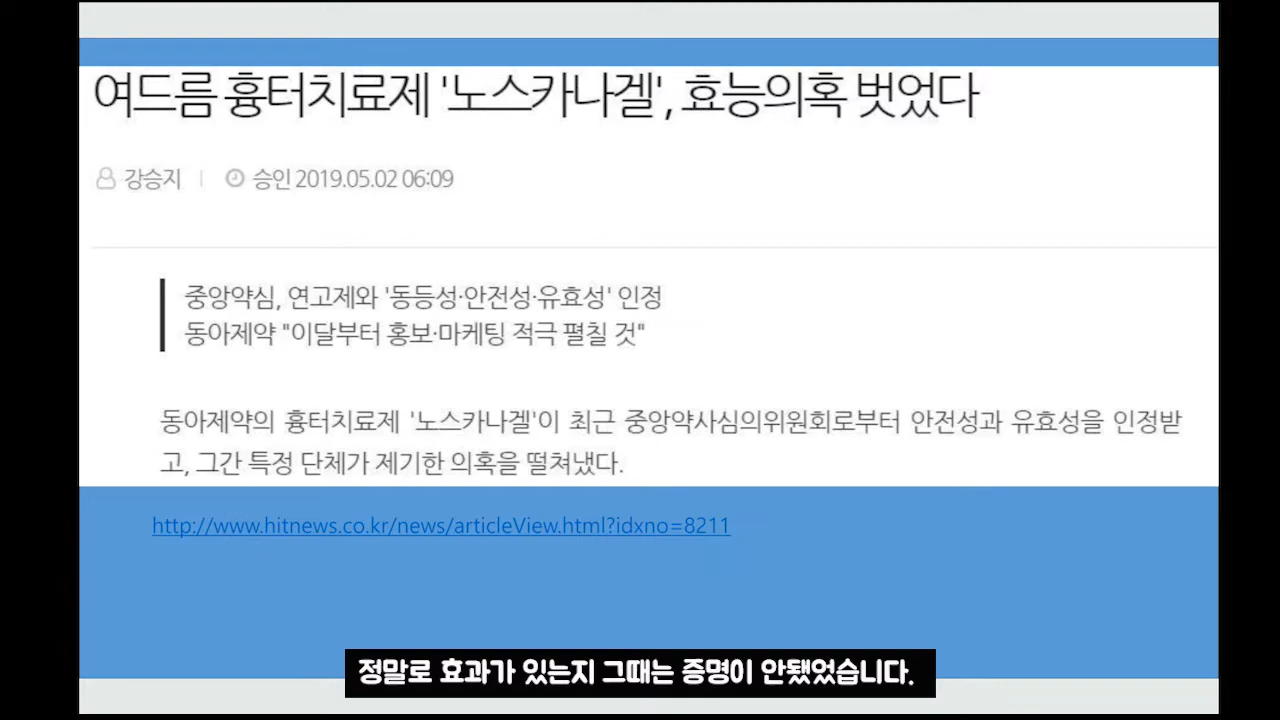 여드름 흉터치료제 '노스카나겔', 효능의혹 벗었다
강승지 | 승인 2019.05.02 06:09
중앙약심, 연고제와 '동등성·안전성·유효성' 인정
동아제약 "이달부터 홍보·마케팅 적극 펼칠 것"
동아제약의 흉터치료제 '노스카나겔'이 최근 중앙약사심의위원회로부터 안전성과 유효성을 인정받
고, 그간 특정 단체가 제기한 의혹을 떨쳐냈다.
http://www.hitnews.co.kr/news/articleView.html?idxno=8211
정말로 효과가 있는지 그때는 증명이 안됐었습니다.